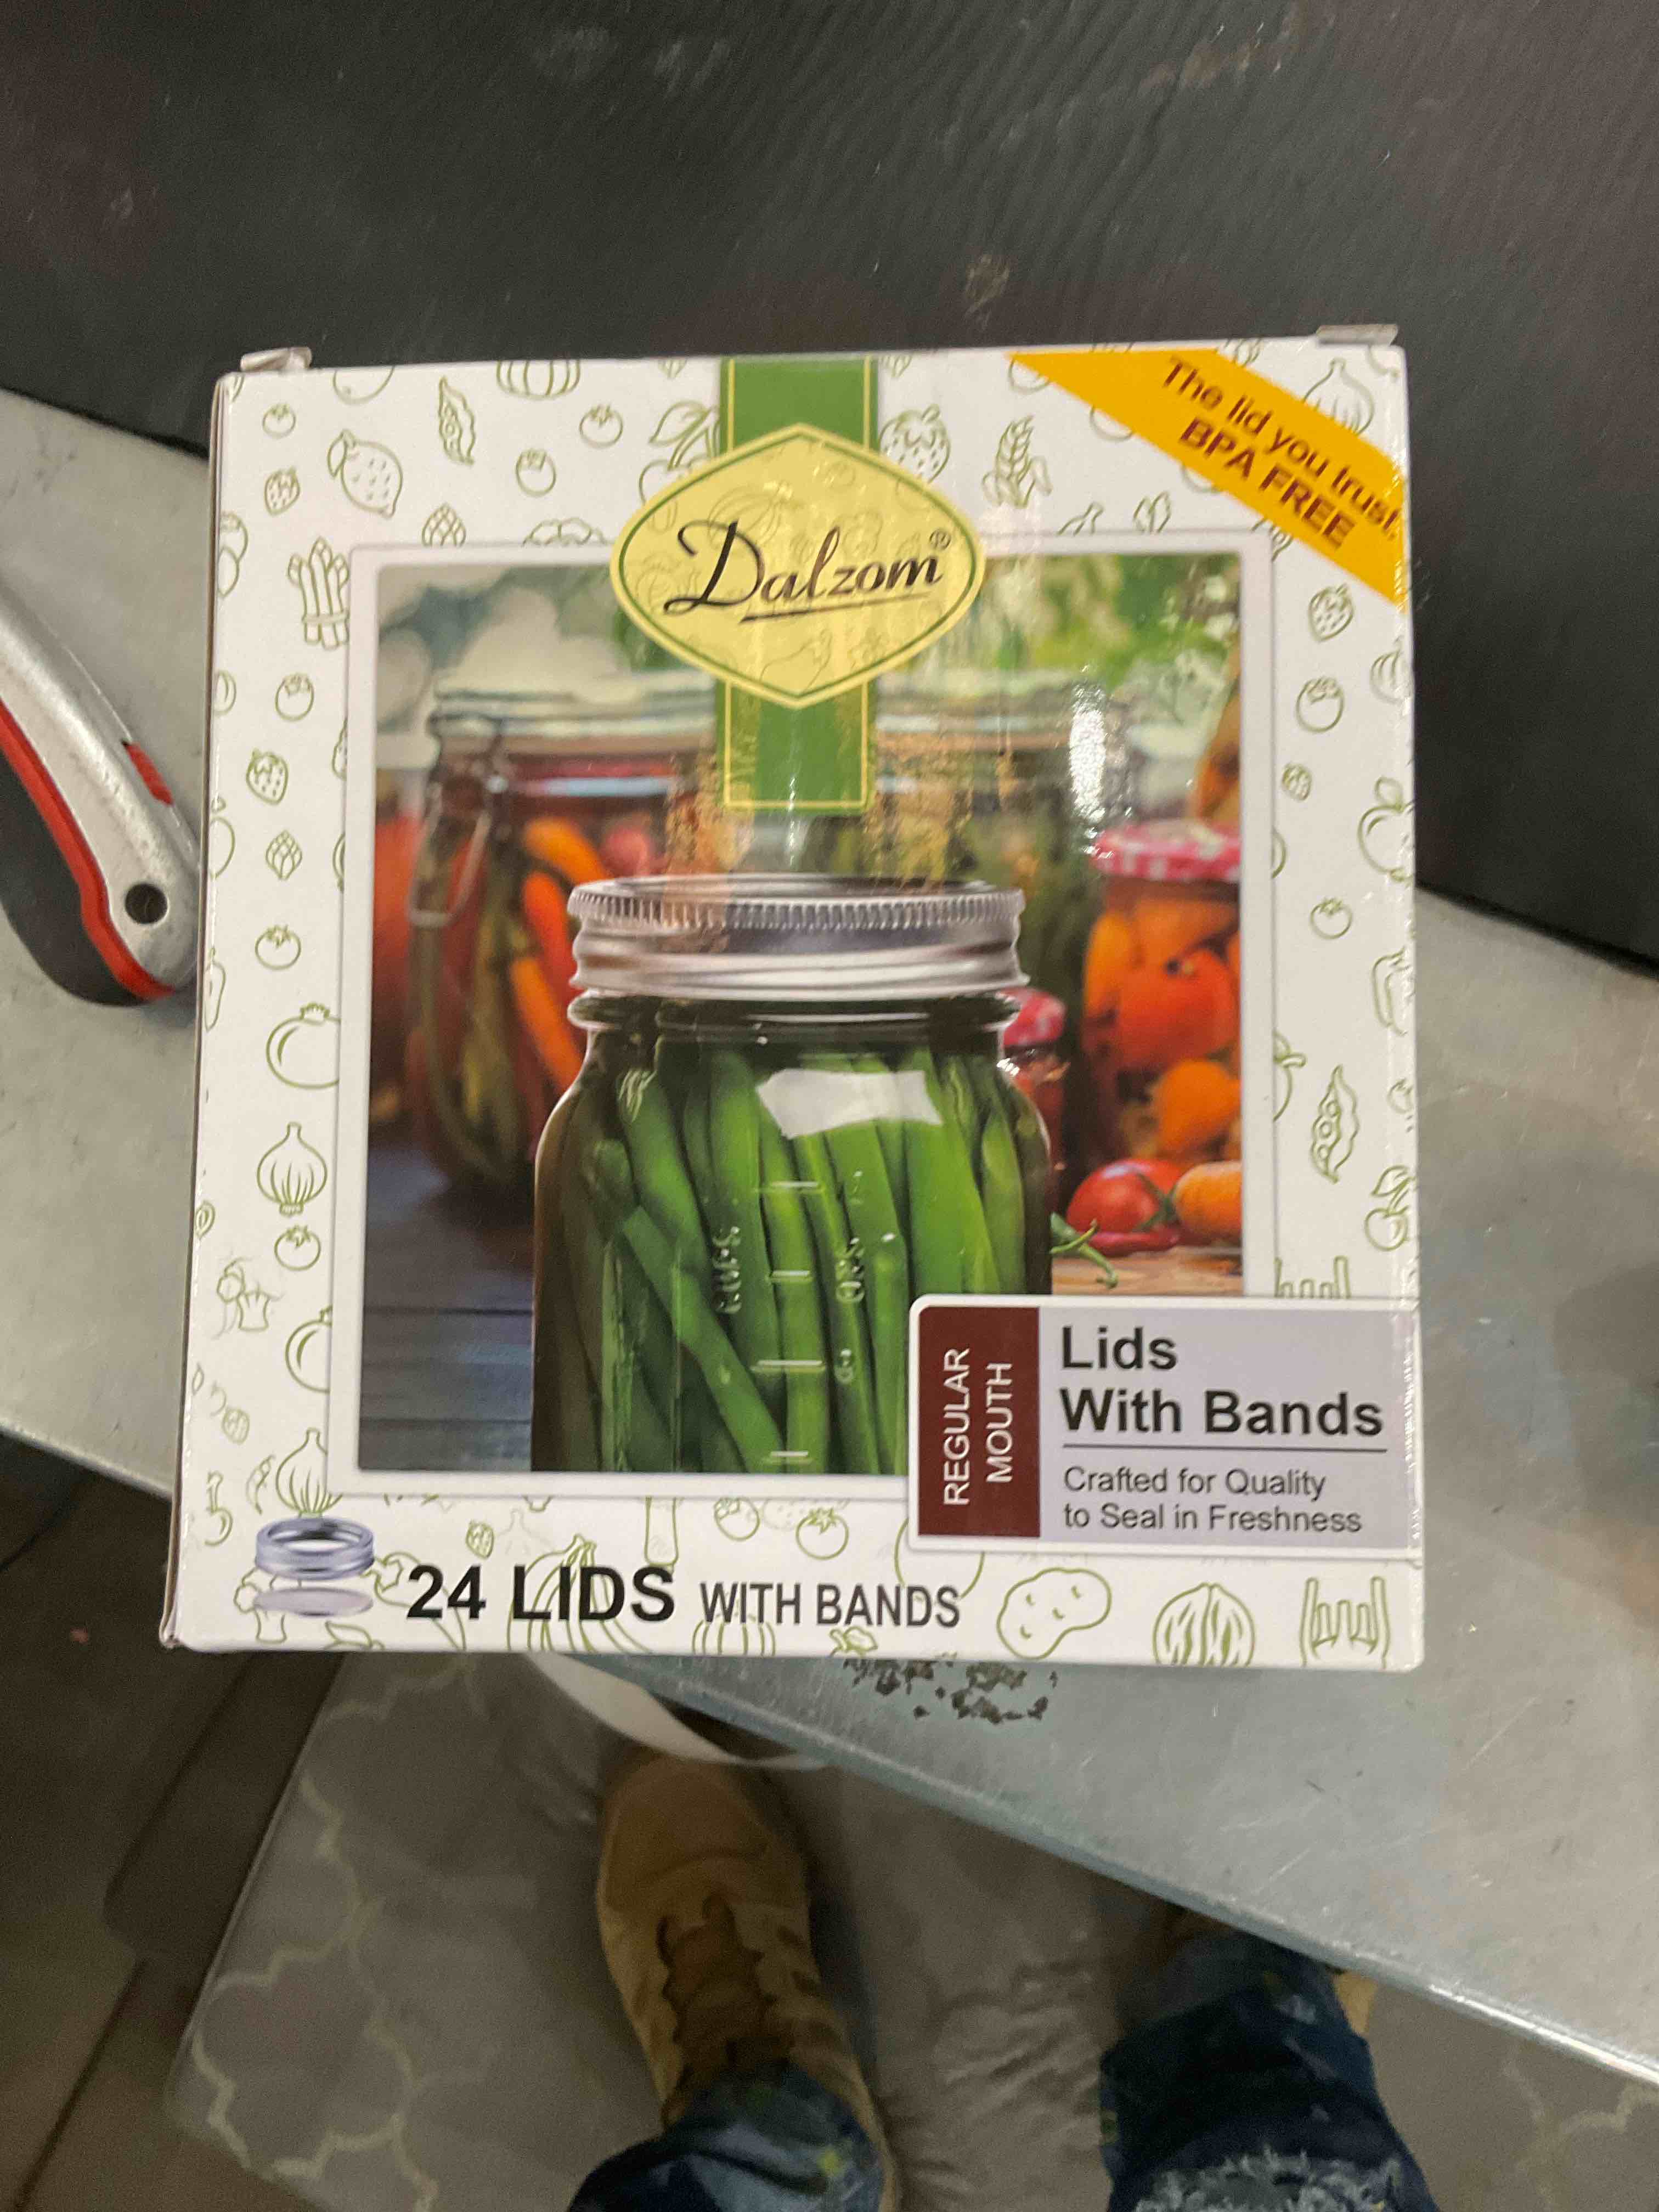 The lid you trust,
BPA FREE
Dalzom®
CUPS
REGULAR
MOUTH
Lids
With Bands
Crafted for Quality
to Seal in Freshness
24 LIDS WITH BANDS